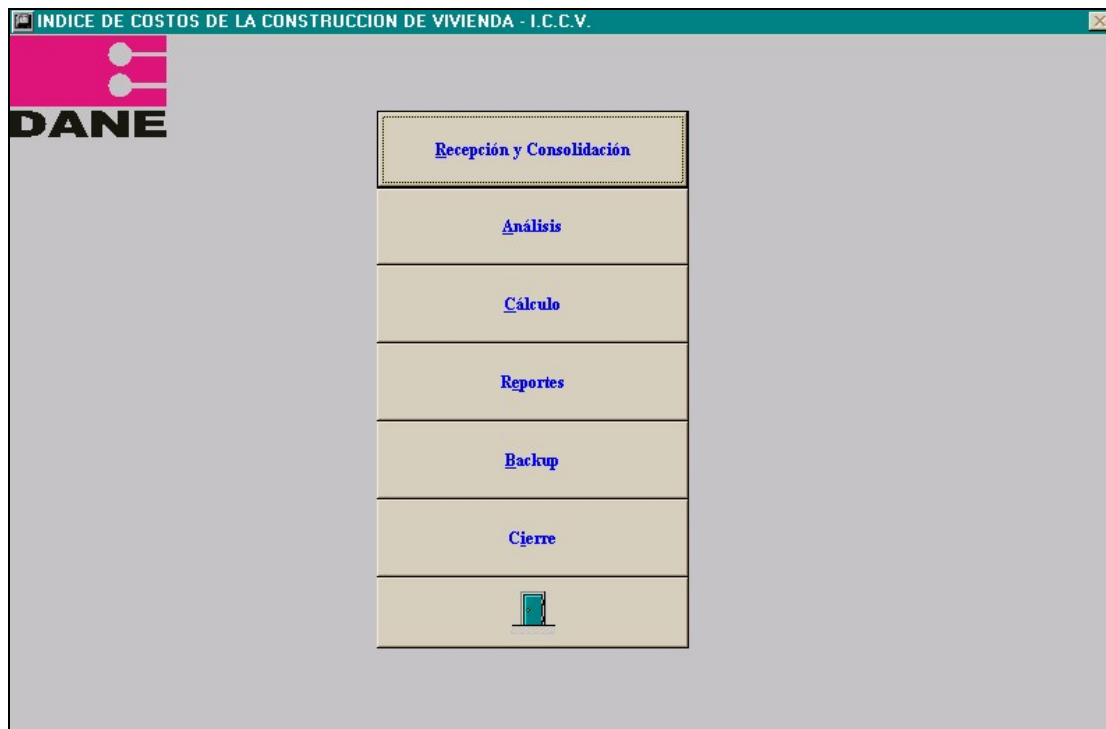 INDICE DE COSTOS DE LA CONSTRUCCION DE VIVIENDA - I.C.C.V.
DANE
Recepción y Consolidación
Análisis
Cálculo
Reportes
Backup
Cierre